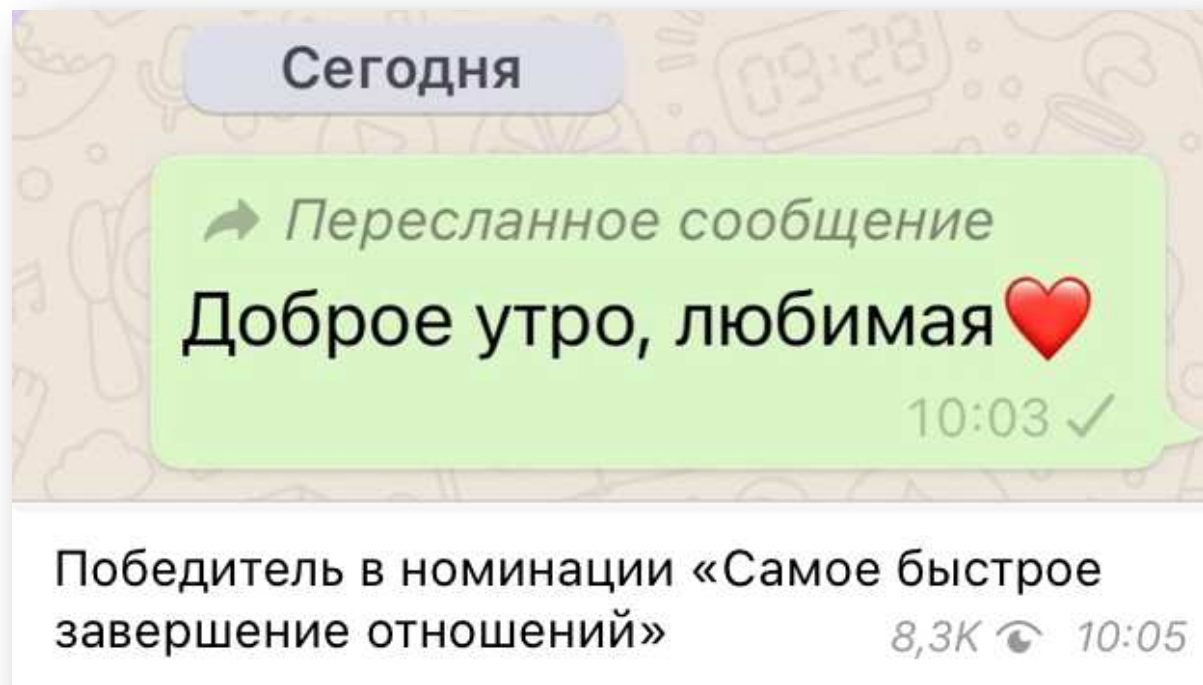 Сегодня
Пересланное сообщение
Доброе утро, любимая❤️
10:03
Победитель в номинации «Самое быстрое
завершение отношений» 8,3K 10:05